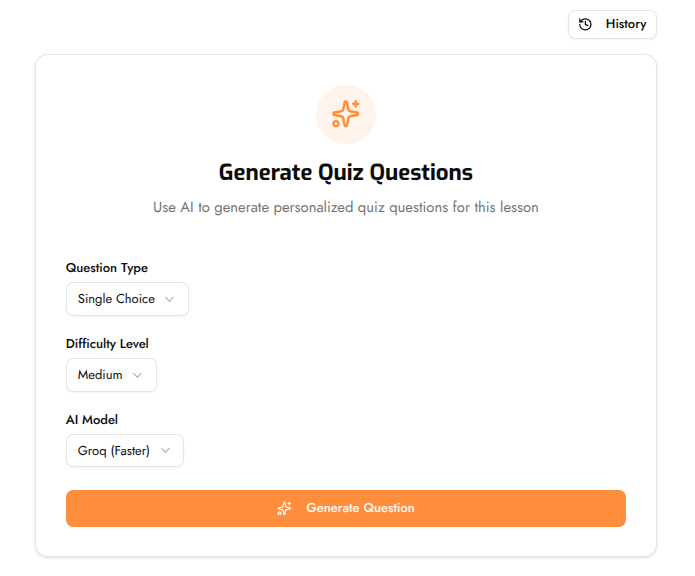 History
Generate Quiz Questions
Use AI to generate personalized quiz questions for this lesson
Question Type
Single Choice
Difficulty Level
Medium
AI Model
Groq (Faster)
Generate Question